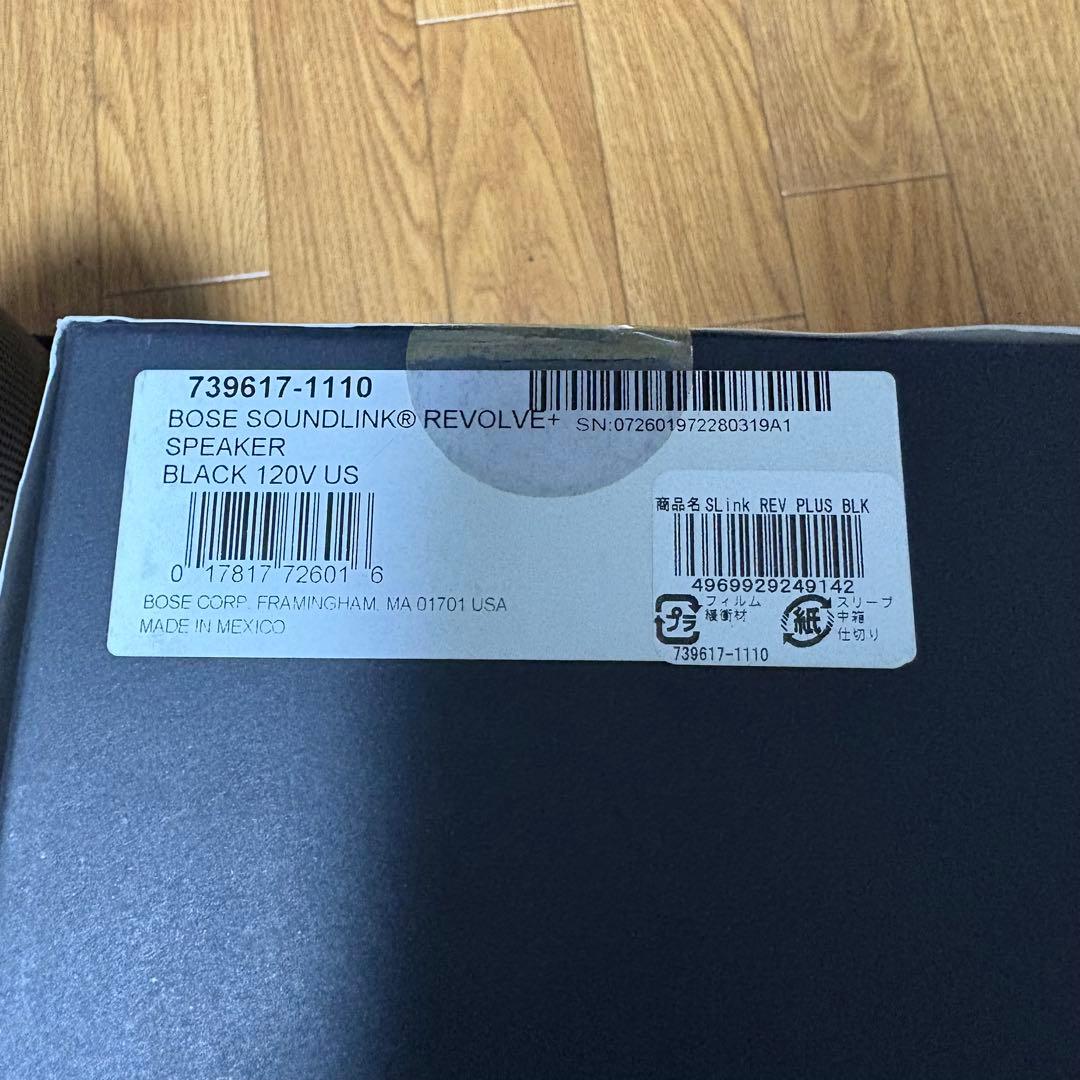 739617-1110
BOSE SOUNDLINK® REVOLVE+
SN:072601972280319A1
SPEAKER
BLACK 120V US
0 17817 72601 6
BOSE CORP. FRAMINGHAM, MA 01701 USA
MADE IN MEXICO
商品名 SLink REV PLUS BLK
4969929249142
プラ
フィルム
緩衝材
紙
スリーブ
中箱
仕切り
739617-1110